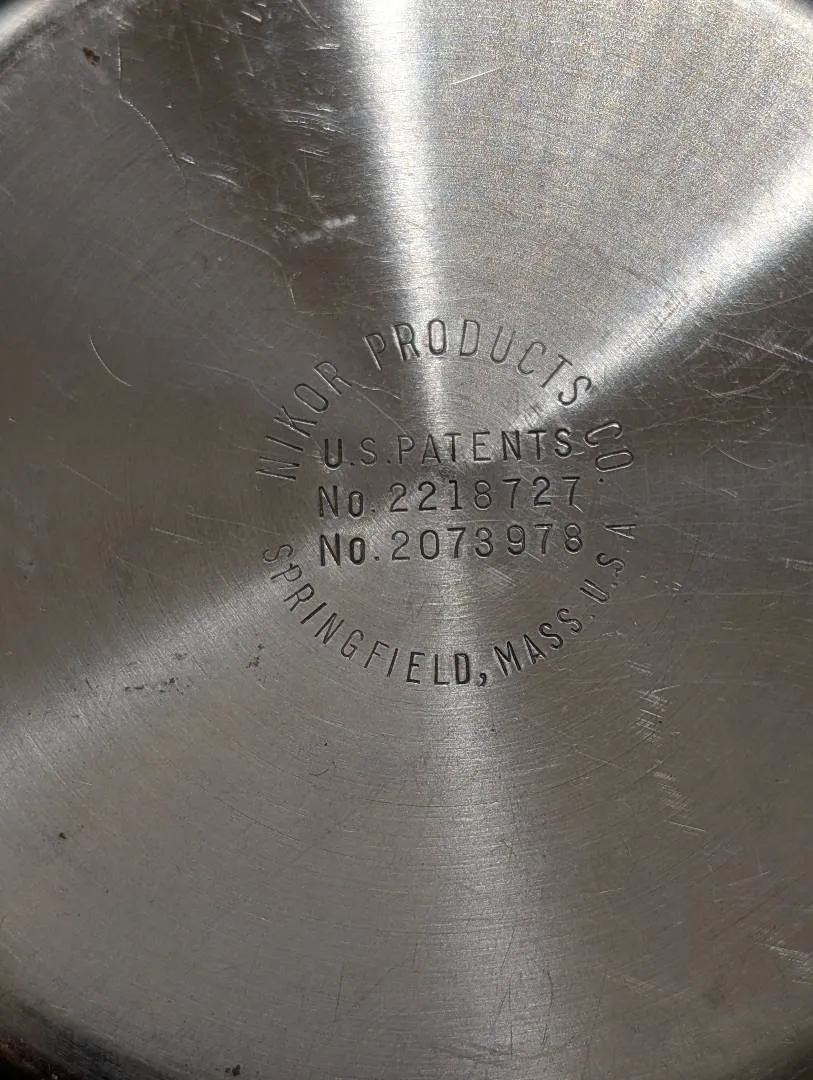 NIKOR PRODUCTS CO.
U.S. PATENTS
No. 2218727
No. 2073978
SPRINGFIELD, MASS. U.S.A.